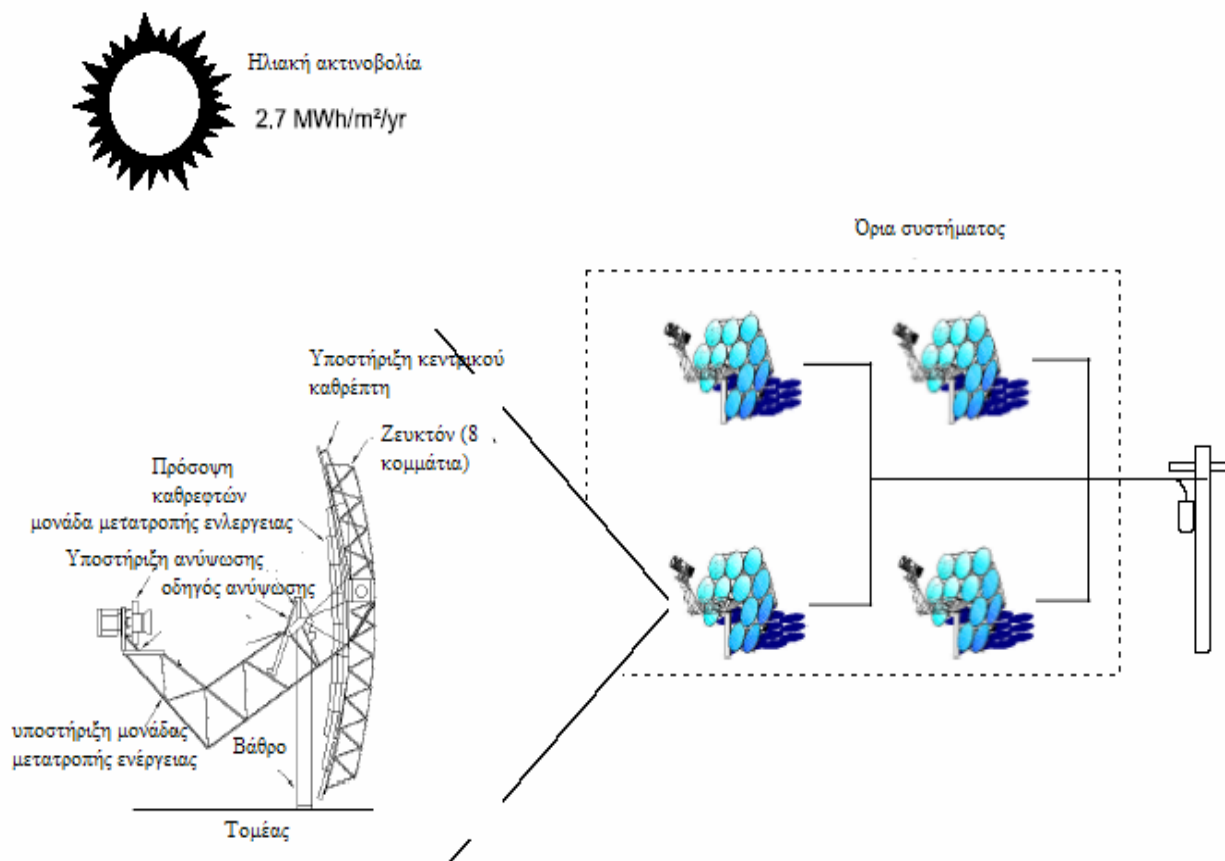 Ηλιακή ακτινοβολία
2.7 MWh/m²/yr
Όρια συστήματος
Υποστήριξη κεντρικού
καθρέπτη
Ζευκτόν (8
κομμάτια)
Πρόσοψη
καθρεφτών
μονάδα μετατροπής ενλεργειας
Υποστήριξη ανύψωσης
οδηγός ανύψωσης
υποστήριξη μονάδας
μετατροπής ενέργειας
Βάθρο
Τομέας